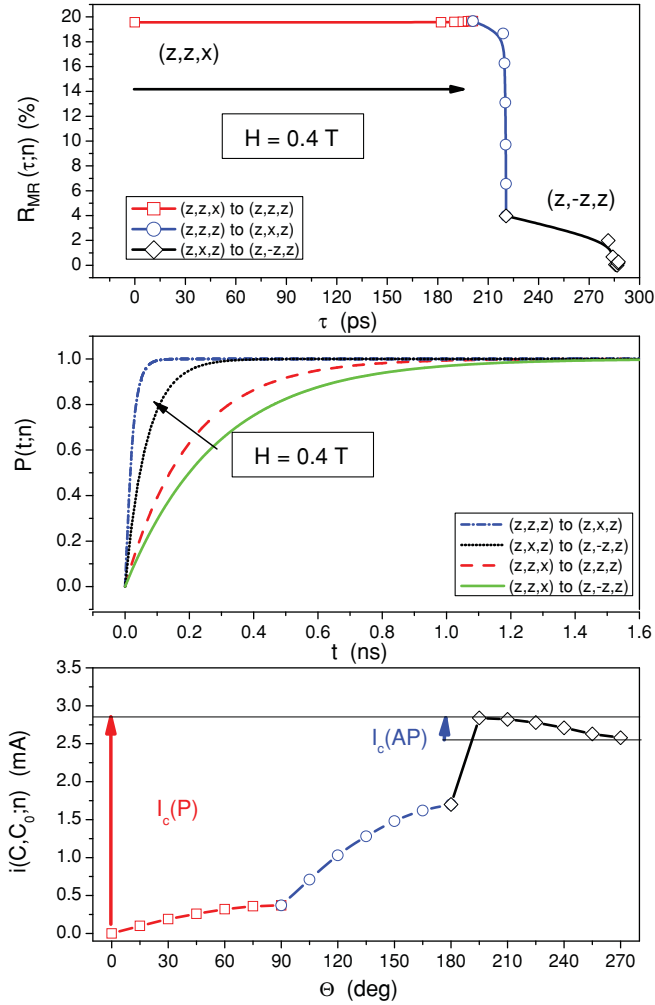 20
18
16
14
12
10
8
6
4
2
0
R_MR (τ;n) (%)
(z,z,x)
H = 0.4 T
(z,-z,z)
(z,z,x) to (z,z,z)
(z,z,z) to (z,x,z)
(z,x,z) to (z,-z,z)
0 30 60 90 120 150 180 210 240 270 300
τ (ps)
1.0
0.8
0.6
0.4
0.2
0.0
P(t;n)
H = 0.4 T
(z,z,z) to (z,x,z)
(z,x,z) to (z,-z,z)
(z,z,x) to (z,z,z)
(z,z,x) to (z,-z,z)
0.0 0.2 0.4 0.6 0.8 1.0 1.2 1.4 1.6
t (ns)
3.5
3.0
2.5
2.0
1.5
1.0
0.5
0.0
i(C,C_0;n) (mA)
I_c(AP)
I_c(P)
0 30 60 90 120 150 180 210 240 270
Θ (deg)